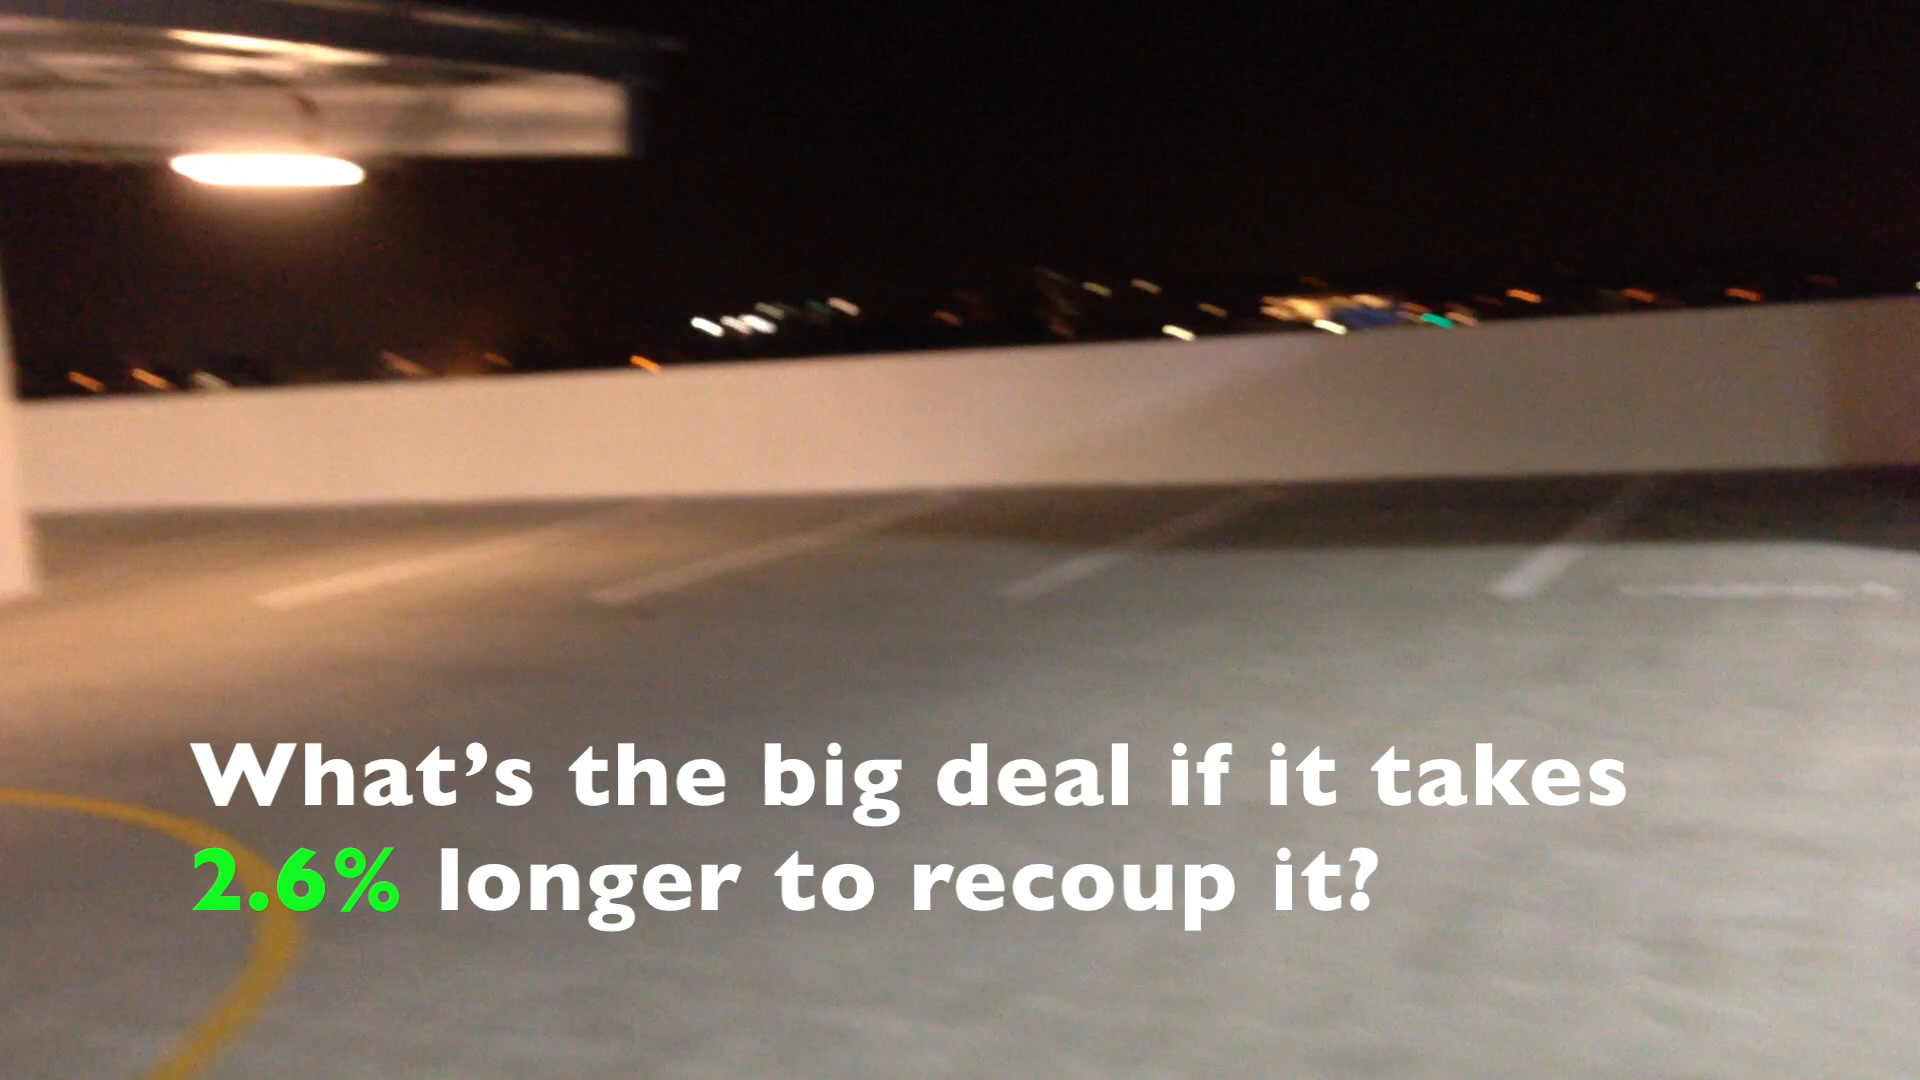 What’s the big deal if it takes
2.6% longer to recoup it?